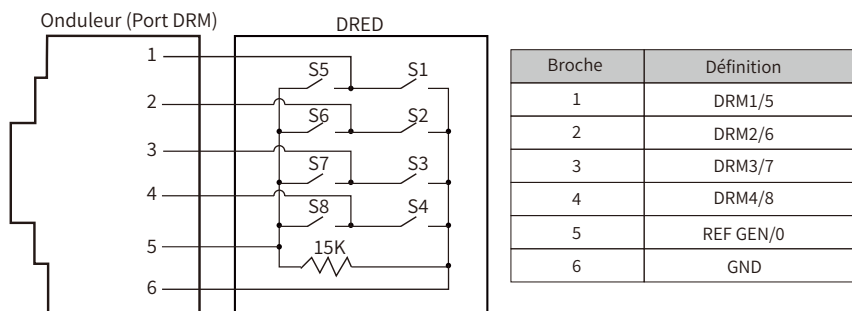 Onduleur (Port DRM)
DRED
1
2
3
4
5
6
S5 S1
S6 S2
S7 S3
S8 S4
15K
Broche Définition
1 DRM1/5
2 DRM2/6
3 DRM3/7
4 DRM4/8
5 REF GEN/0
6 GND